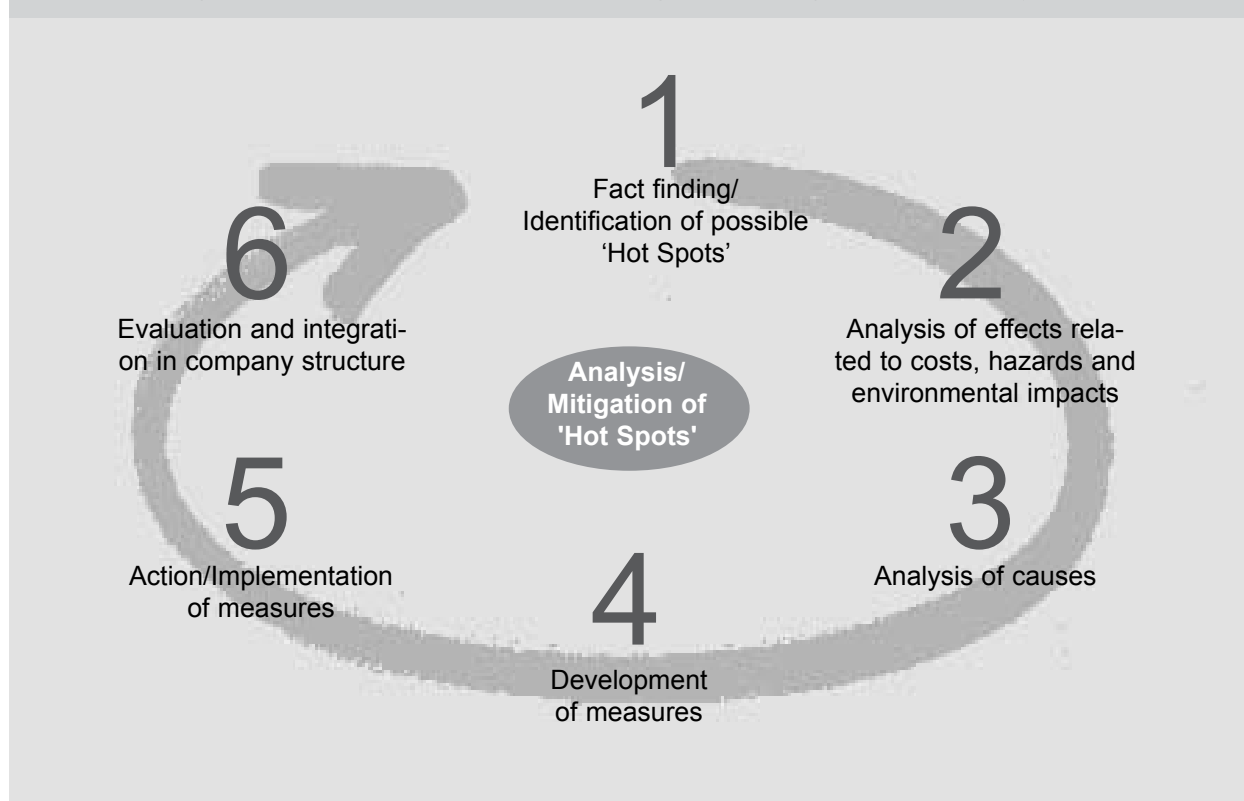 1
Fact finding/
Identification of possible
‘Hot Spots’
2
Analysis of effects rela-
ted to costs, hazards and
environmental impacts
3
Analysis of causes
4
Development
of measures
5
Action/Implementation
of measures
6
Evaluation and integrati-
on in company structure
Analysis/
Mitigation of
'Hot Spots'